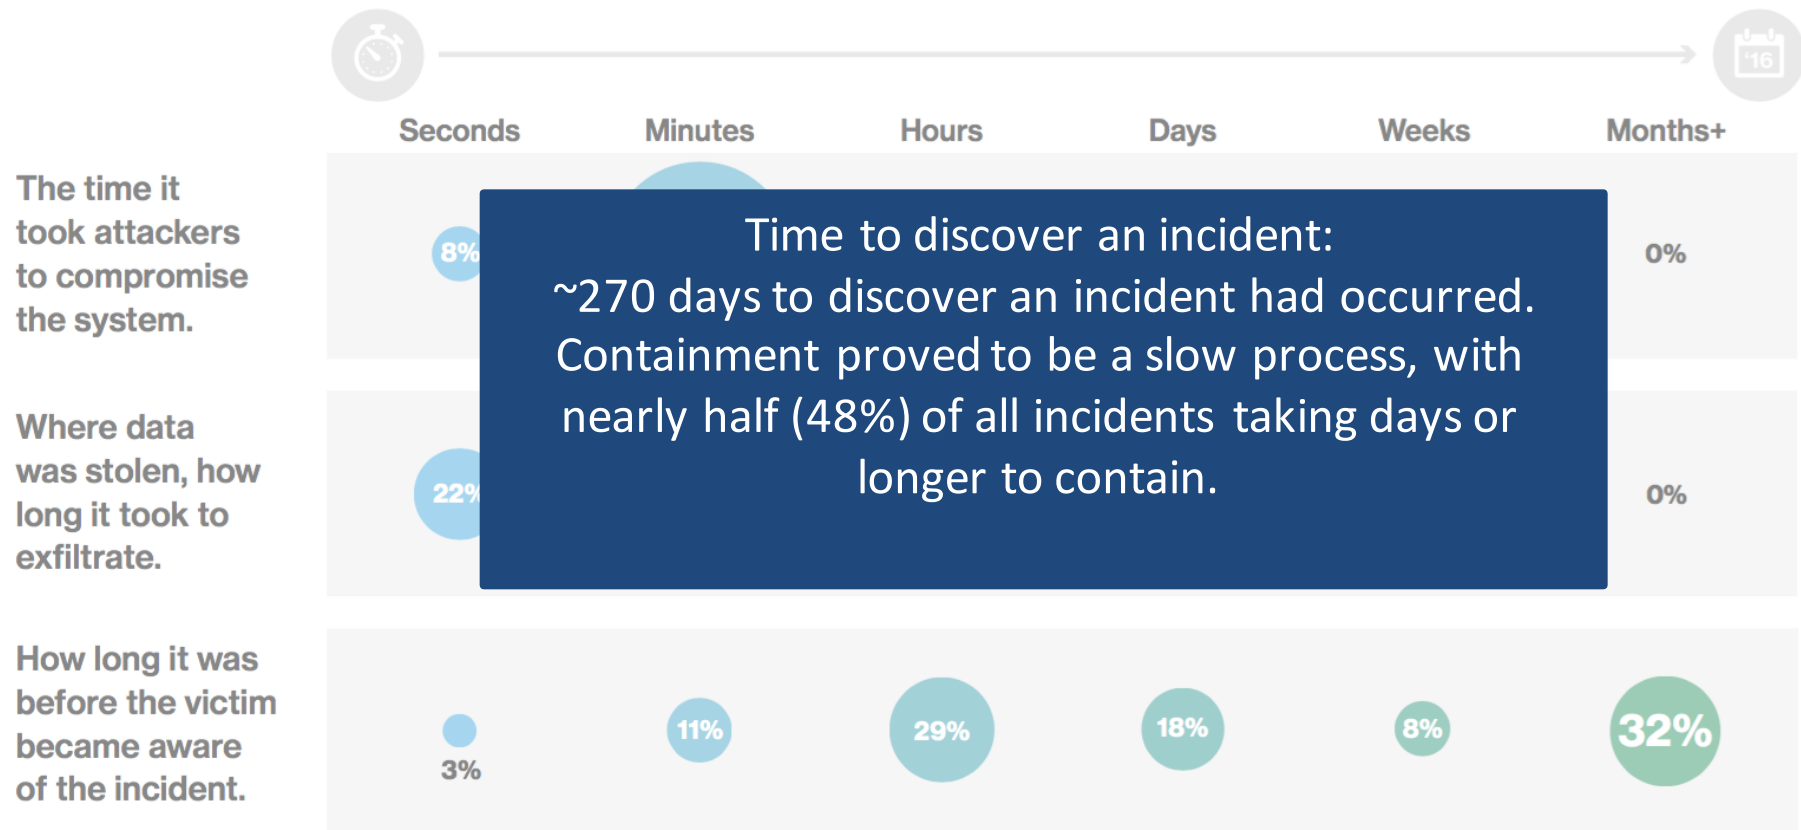 '16
Seconds Minutes Hours Days Weeks Months+
The time it
took attackers
to compromise
the system.
8%
0%
Time to discover an incident:
~270 days to discover an incident had occurred.
Containment proved to be a slow process, with
nearly half (48%) of all incidents taking days or
longer to contain.
Where data
was stolen, how
long it took to
exfiltrate.
22%
0%
How long it was
before the victim
became aware
of the incident.
3%
11%
29%
18%
8%
32%